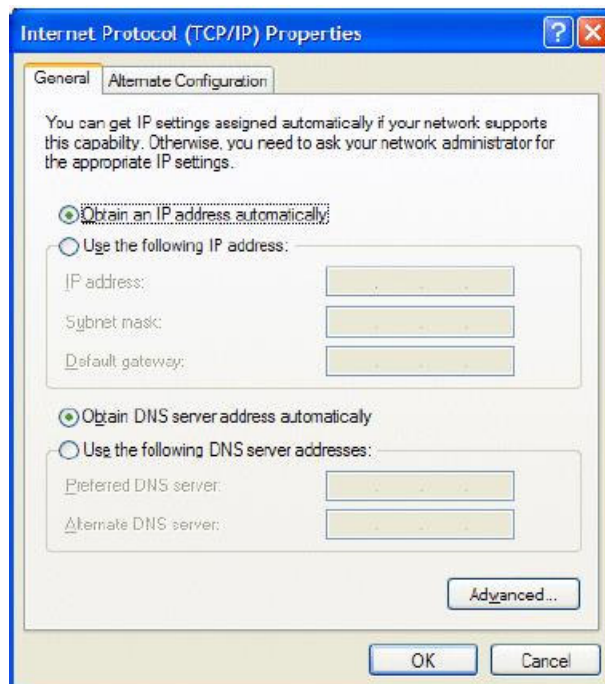 Internet Protocol (TCP/IP) Properties
General
Alternate Configuration
You can get IP settings assigned automatically if your network supports
this capability. Otherwise, you need to ask your network administrator for
the appropriate IP settings.
Obtain an IP address automatically
Use the following IP address:
IP address:
Subnet mask:
Default gateway:
Obtain DNS server address automatically
Use the following DNS server addresses:
Preferred DNS server:
Alternate DNS server:
Advanced...
OK
Cancel